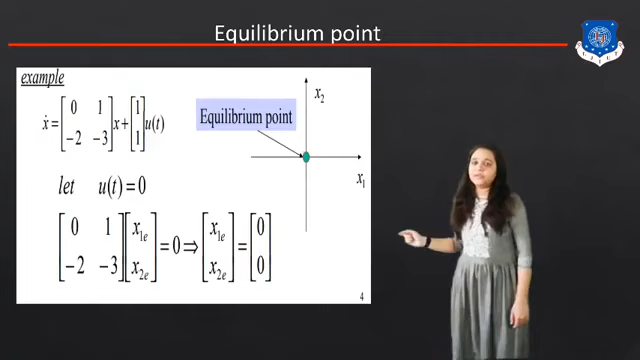 Equilibrium point
example
ẋ = [0 1; −2 −3] x + [1; 1] u(t)
Equilibrium point
x₂
x₁
let u(t) = 0
[0 1; −2 −3] [x₁ₑ; x₂ₑ] = 0 ⇒ [x₁ₑ; x₂ₑ] = [0; 0]
4